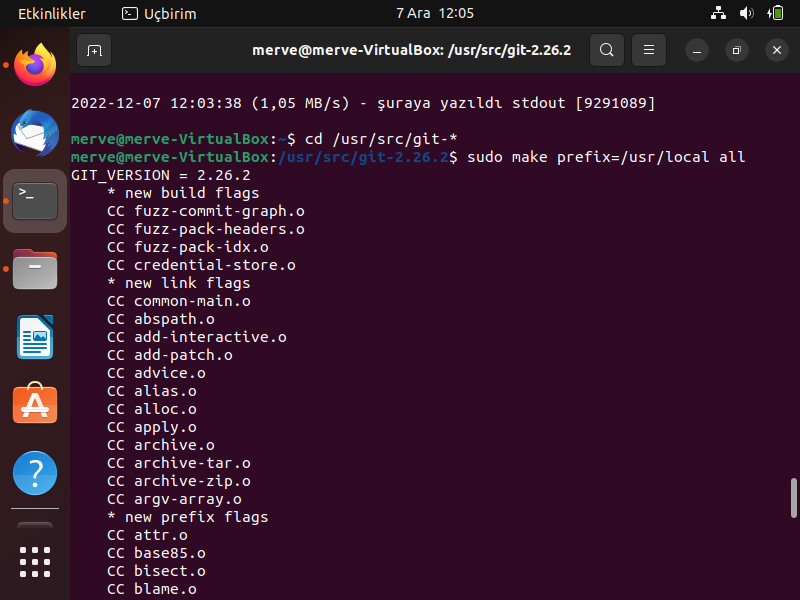 Etkinlikler
Uçbirim
7 Ara 12:05
merve@merve-VirtualBox: /usr/src/git-2.26.2
2022-12-07 12:03:38 (1,05 MB/s) - şuraya yazıldı stdout [9291089]
merve@merve-VirtualBox:~$ cd /usr/src/git-*
merve@merve-VirtualBox:/usr/src/git-2.26.2$ sudo make prefix=/usr/local all
GIT_VERSION = 2.26.2
* new build flags
CC fuzz-commit-graph.o
CC fuzz-pack-headers.o
CC fuzz-pack-idx.o
CC credential-store.o
* new link flags
CC common-main.o
CC abspath.o
CC add-interactive.o
CC add-patch.o
CC advice.o
CC alias.o
CC alloc.o
CC apply.o
CC archive.o
CC archive-tar.o
CC archive-zip.o
CC argv-array.o
* new prefix flags
CC attr.o
CC base85.o
CC bisect.o
CC blame.o